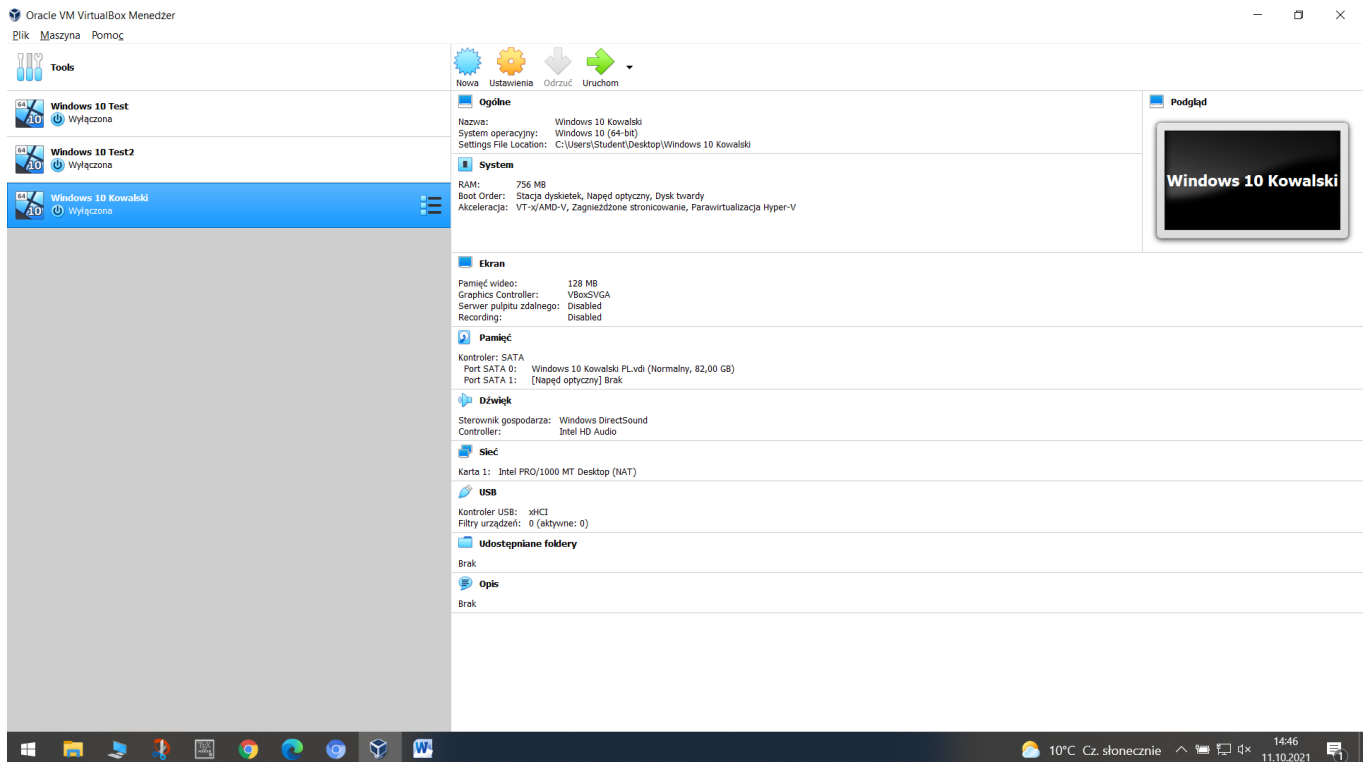 Oracle VM VirtualBox Menedżer
Plik Maszyna Pomoc
Tools
Windows 10 Test
Wyłączona
Windows 10 Test2
Wyłączona
Windows 10 Kowalski
Wyłączona
Nowa Ustawienia Odrzuć Uruchom
Ogólne
Nazwa: Windows 10 Kowalski
System operacyjny: Windows 10 (64-bit)
Settings File Location: C:\Users\Student\Desktop\Windows 10 Kowalski
System
RAM: 756 MB
Boot Order: Stacja dyskietek, Napęd optyczny, Dysk twardy
Akceleracja: VT-x/AMD-V, Zagnieżdżone stronicowanie, Parawirtualizacja Hyper-V
Podgląd
Windows 10 Kowalski
Ekran
Pamięć wideo: 128 MB
Graphics Controller: VBoxSVGA
Serwer pulpitu zdalnego: Disabled
Recording: Disabled
Pamięć
Kontroler: SATA
Port SATA 0: Windows 10 Kowalski PL.vdi (Normalny, 82,00 GB)
Port SATA 1: [Napęd optyczny] Brak
Dźwięk
Sterownik gospodarza: Windows DirectSound
Controller: Intel HD Audio
Sieć
Karta 1: Intel PRO/1000 MT Desktop (NAT)
USB
Kontroler USB: xHCI
Filtry urządzeń: 0 (aktywne: 0)
Udostępniane foldery
Brak
Opis
Brak
10°C Cz. słonecznie
14:46
11.10.2021